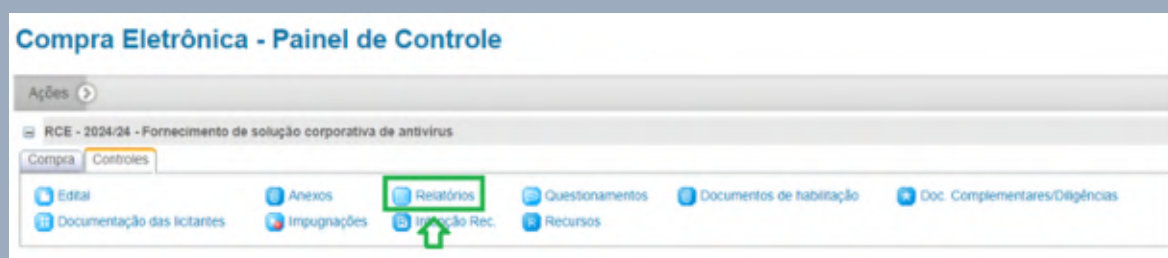 Compra Eletrônica - Painel de Controle
Ações
RCE - 2024/24 - Fornecimento de solução corporativa de antivirus
Compra Controles
Edital Anexos Relatórios Questionamentos Documentos de habilitação Doc. Complementares/Diligências
Documentação das licitantes Impugnações Intenção Rec. Recursos